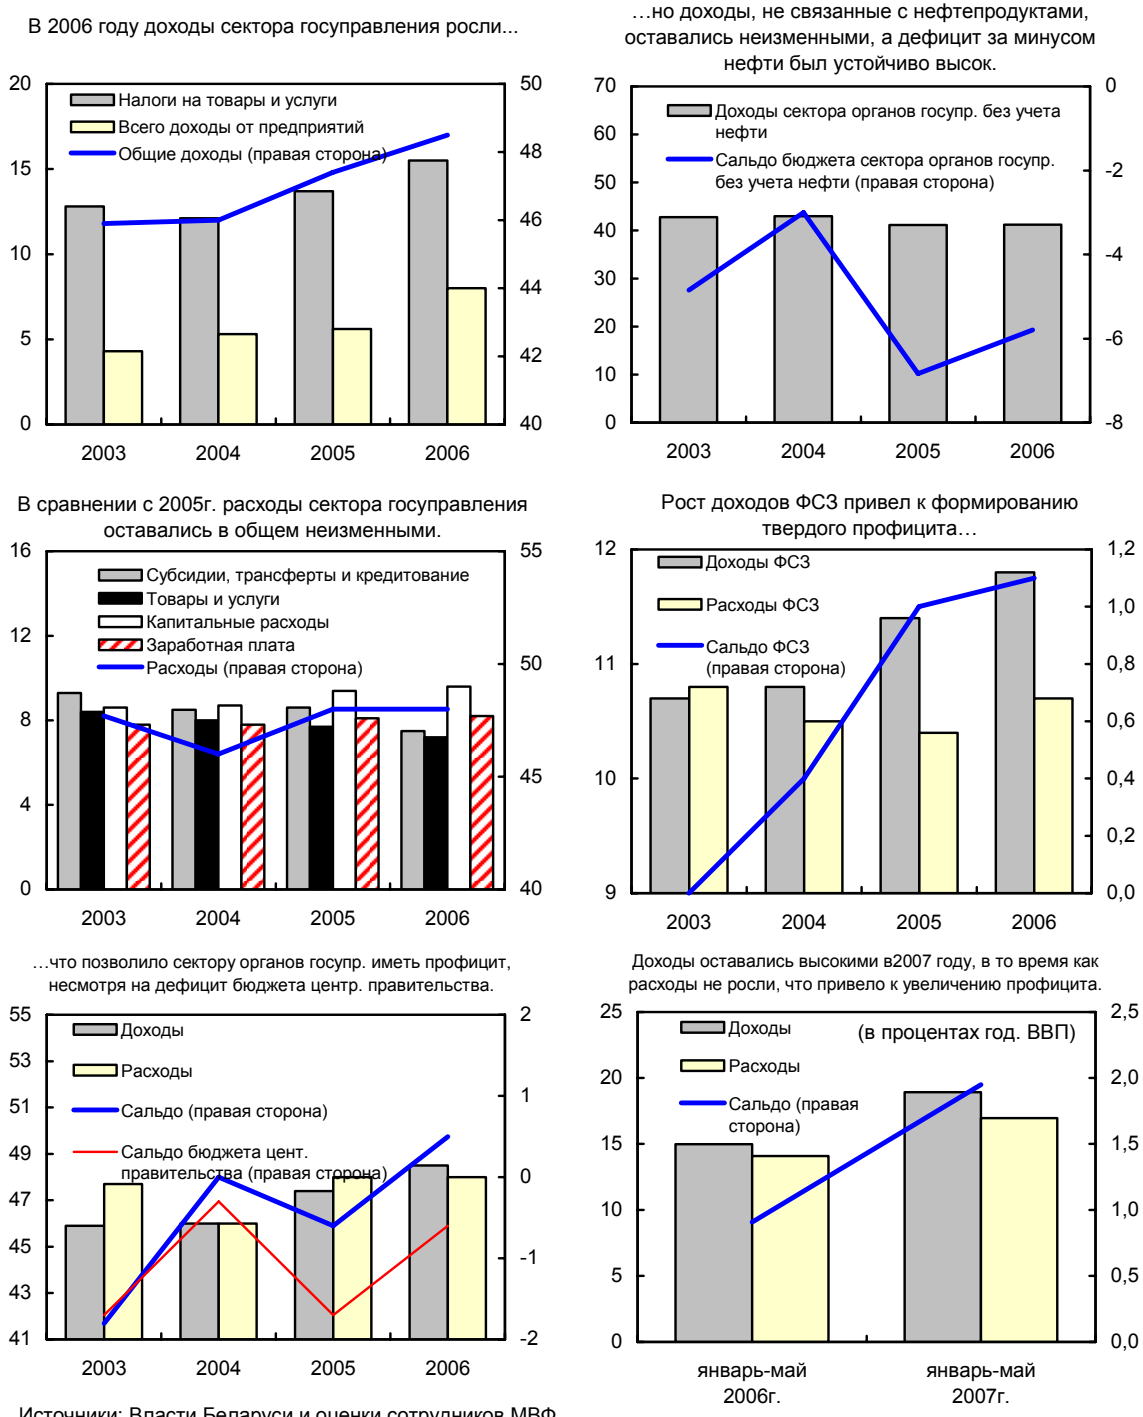 В 2006 году доходы сектора госуправления росли...
20
15
10
5
0
50
48
46
44
42
40
Налоги на товары и услуги
Всего доходы от предприятий
Общие доходы (правая сторона)
2003 2004 2005 2006
…но доходы, не связанные с нефтепродуктами,
оставались неизменными, а дефицит за минусом
нефти был устойчиво высок.
70
60
50
40
30
20
10
0
0
-2
-4
-6
-8
Доходы сектора органов госупр. без учета
нефти
Сальдо бюджета сектора органов госупр.
без учета нефти (правая сторона)
2003 2004 2005 2006
В сравнении с 2005г. расходы сектора госуправления
оставались в общем неизменными.
16
12
8
4
0
55
50
45
40
Субсидии, трансферты и кредитование
Товары и услуги
Капитальные расходы
Заработная плата
Расходы (правая сторона)
2003 2004 2005 2006
Рост доходов ФСЗ привел к формированию
твердого профицита…
12
11
10
9
1,2
1,0
0,8
0,6
0,4
0,2
0,0
Доходы ФСЗ
Расходы ФСЗ
Сальдо ФСЗ
(правая сторона)
2003 2004 2005 2006
…что позволило сектору органов госупр. иметь профицит,
несмотря на дефицит бюджета центр. правительства.
55
53
51
49
47
45
43
41
2
1
0
-1
-2
Доходы
Расходы
Сальдо (правая сторона)
Сальдо бюджета цент.
правительства (правая сторона)
2003 2004 2005 2006
Доходы оставались высокими в2007 году, в то время как
расходы не росли, что привело к увеличению профицита.
25
20
15
10
5
0
2,5
2,0
1,5
1,0
0,5
0,0
(в процентах год. ВВП)
Доходы
Расходы
Сальдо (правая
сторона)
январь-май
2006г.
январь-май
2007г.
Источники: Власти Беларуси и оценки сотрудников МВФ